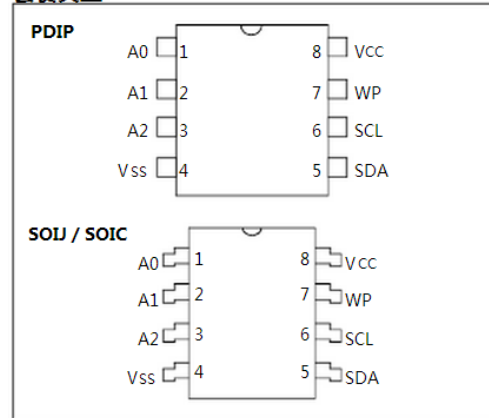 PDIP
A0 1 8 VCC
A1 2 7 WP
A2 3 6 SCL
Vss 4 5 SDA
SOIJ / SOIC
A0 1 8 VCC
A1 2 7 WP
A2 3 6 SCL
Vss 4 5 SDA